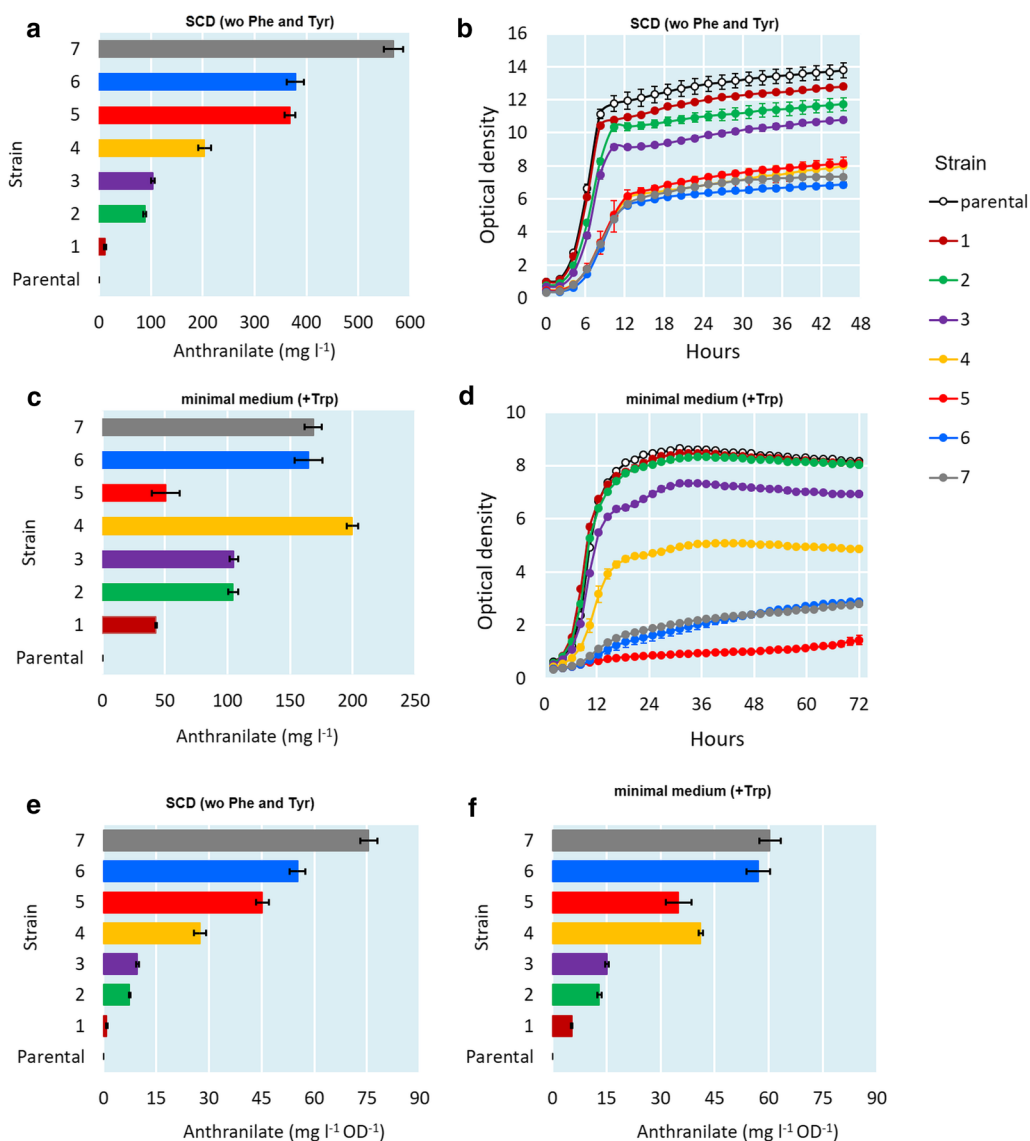 a
SCD (wo Phe and Tyr)
7
6
5
4
3
2
1
Parental
Strain
0 100 200 300 400 500 600
Anthranilate (mg l-1)
b
SCD (wo Phe and Tyr)
16
14
12
10
8
6
4
2
0
Optical density
0 6 12 18 24 30 36 42 48
Hours
Strain
parental
1
2
3
4
5
6
7
c
minimal medium (+Trp)
7
6
5
4
3
2
1
Parental
Strain
0 50 100 150 200 250
Anthranilate (mg l-1)
d
minimal medium (+Trp)
10
8
6
4
2
0
Optical density
0 12 24 36 48 60 72
Hours
e
SCD (wo Phe and Tyr)
7
6
5
4
3
2
1
Parental
Strain
0 15 30 45 60 75 90
Anthranilate (mg l-1 OD-1)
f
minimal medium (+Trp)
7
6
5
4
3
2
1
Parental
Strain
0 15 30 45 60 75 90
Anthranilate (mg l-1 OD-1)